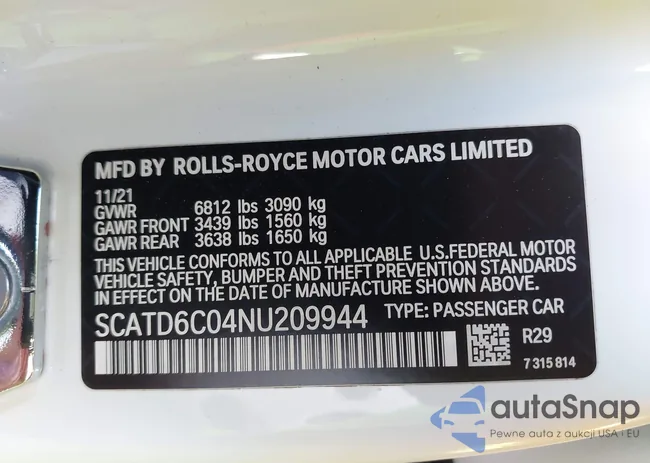 MFD BY ROLLS-ROYCE MOTOR CARS LIMITED
11/21
GVWR 6812 lbs 3090 kg
GAWR FRONT 3439 lbs 1560 kg
GAWR REAR 3638 lbs 1650 kg
THIS VEHICLE CONFORMS TO ALL APPLICABLE U.S.FEDERAL MOTOR
VEHICLE SAFETY, BUMPER AND THEFT PREVENTION STANDARDS
IN EFFECT ON THE DATE OF MANUFACTURE SHOWN ABOVE.
SCATD6C04NU209944 TYPE: PASSENGER CAR
R29
7 315 814
autoSnap
Pewne auta z aukcji USA i EU